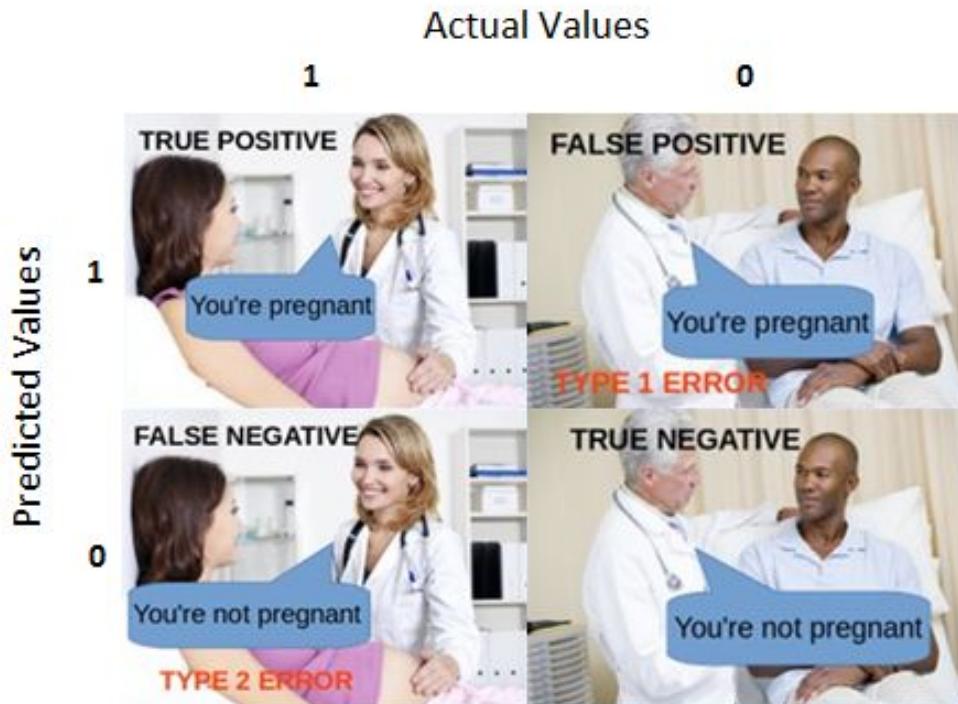 Actual Values
1 0
TRUE POSITIVE
FALSE POSITIVE
Predicted Values
1
You're pregnant
You're pregnant
TYPE 1 ERROR
FALSE NEGATIVE
TRUE NEGATIVE
0
You're not pregnant
You're not pregnant
TYPE 2 ERROR